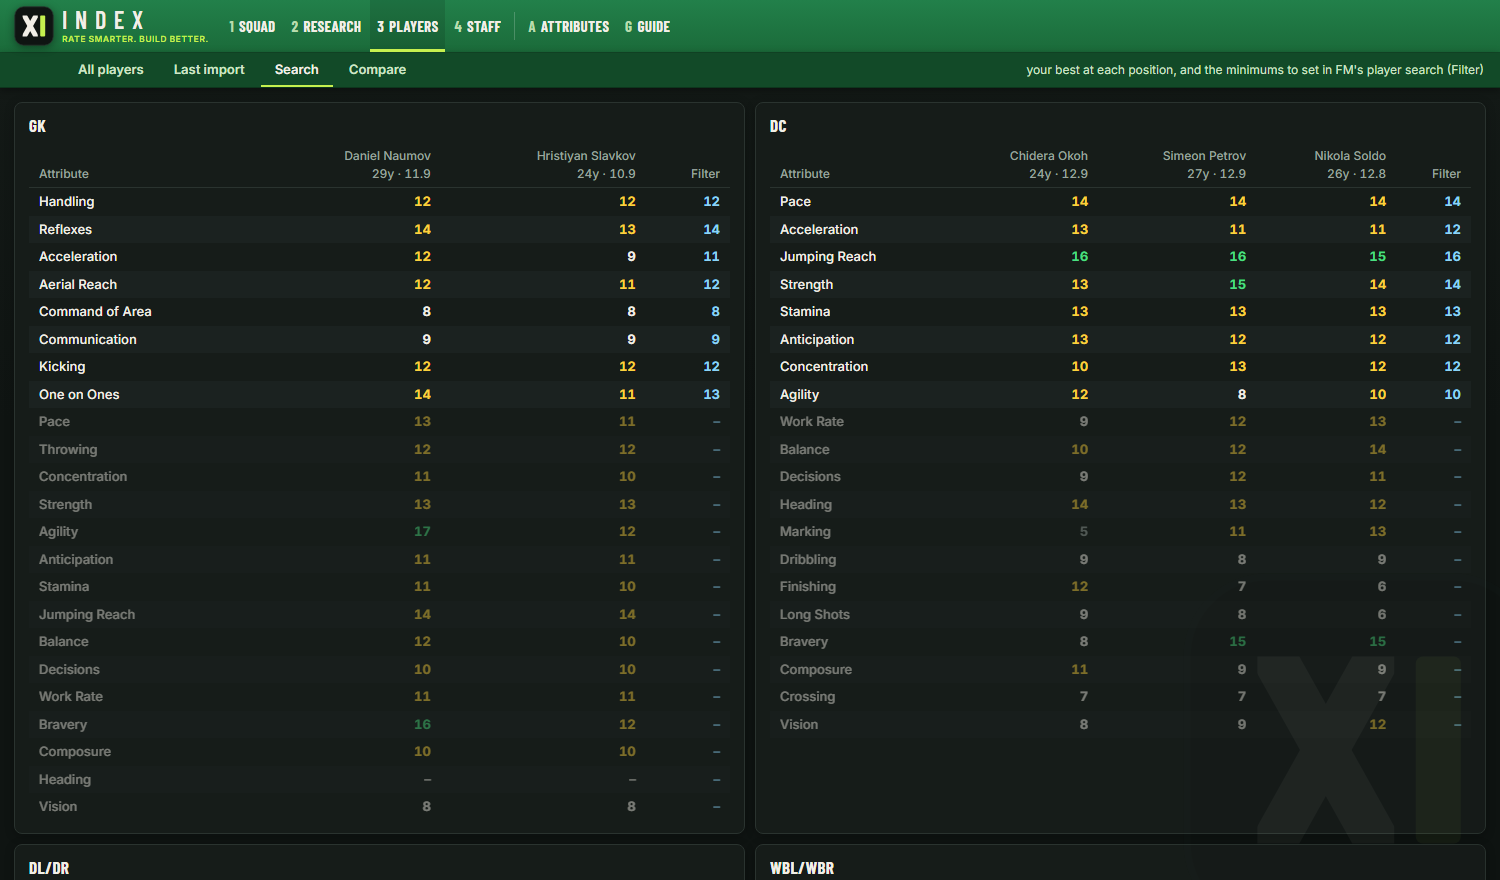 XI INDEX
RATE SMARTER. BUILD BETTER.
1 SQUAD 2 RESEARCH 3 PLAYERS 4 STAFF A ATTRIBUTES G GUIDE
All players Last import Search Compare your best at each position, and the minimums to set in FM's player search (Filter)
GK
Daniel Naumov Hristiyan Slavkov
Attribute 29y · 11.9 24y · 10.9 Filter
Handling 12 12 12
Reflexes 14 13 14
Acceleration 12 9 11
Aerial Reach 12 11 12
Command of Area 8 8 8
Communication 9 9 9
Kicking 12 12 12
One on Ones 14 11 13
Pace 13 11 –
Throwing 12 12 –
Concentration 11 10 –
Strength 13 13 –
Agility 17 12 –
Anticipation 11 11 –
Stamina 11 10 –
Jumping Reach 14 14 –
Balance 12 10 –
Decisions 10 10 –
Work Rate 11 11 –
Bravery 16 12 –
Composure 10 10 –
Heading – – –
Vision 8 8 –
DC
Chidera Okoh Simeon Petrov Nikola Soldo
Attribute 24y · 12.9 27y · 12.9 26y · 12.8 Filter
Pace 14 14 14 14
Acceleration 13 11 11 12
Jumping Reach 16 16 15 16
Strength 13 15 14 14
Stamina 13 13 13 13
Anticipation 13 12 12 12
Concentration 10 13 12 12
Agility 12 8 10 10
Work Rate 9 12 13 –
Balance 10 12 14 –
Decisions 9 12 11 –
Heading 14 13 12 –
Marking 5 11 13 –
Dribbling 9 8 9 –
Finishing 12 7 6 –
Long Shots 9 8 6 –
Bravery 8 15 15 –
Composure 11 9 9 –
Crossing 7 7 7 –
Vision 8 9 12 –
XI
DL/DR
WBL/WBR